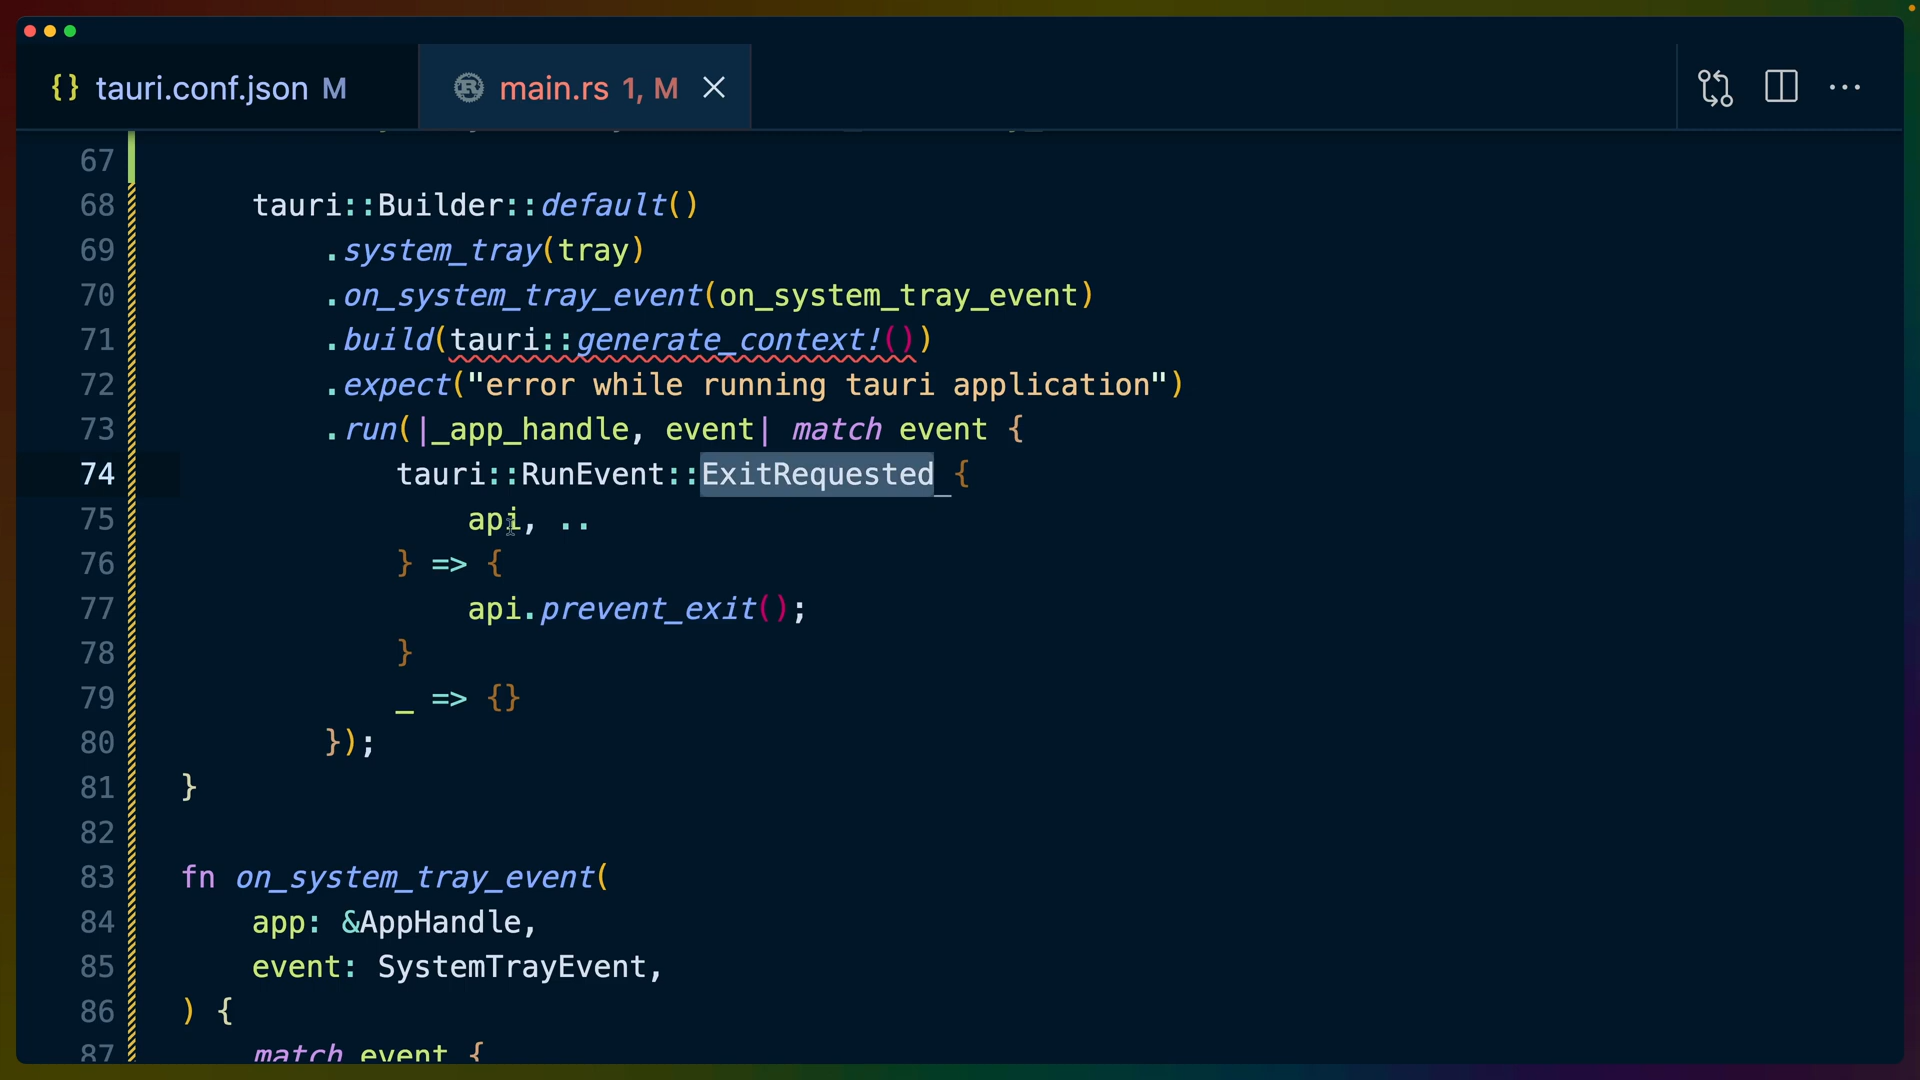 {} tauri.conf.json M
main.rs 1, M
67
68 tauri::Builder::default()
69 .system_tray(tray)
70 .on_system_tray_event(on_system_tray_event)
71 .build(tauri::generate_context!())
72 .expect("error while running tauri application")
73 .run(|_app_handle, event| match event {
74 tauri::RunEvent::ExitRequested {
75 api, ..
76 } => {
77 api.prevent_exit();
78 }
79 _ => {}
80 });
81 }
82
83 fn on_system_tray_event(
84 app: &AppHandle,
85 event: SystemTrayEvent,
86 ) {
87 match event {